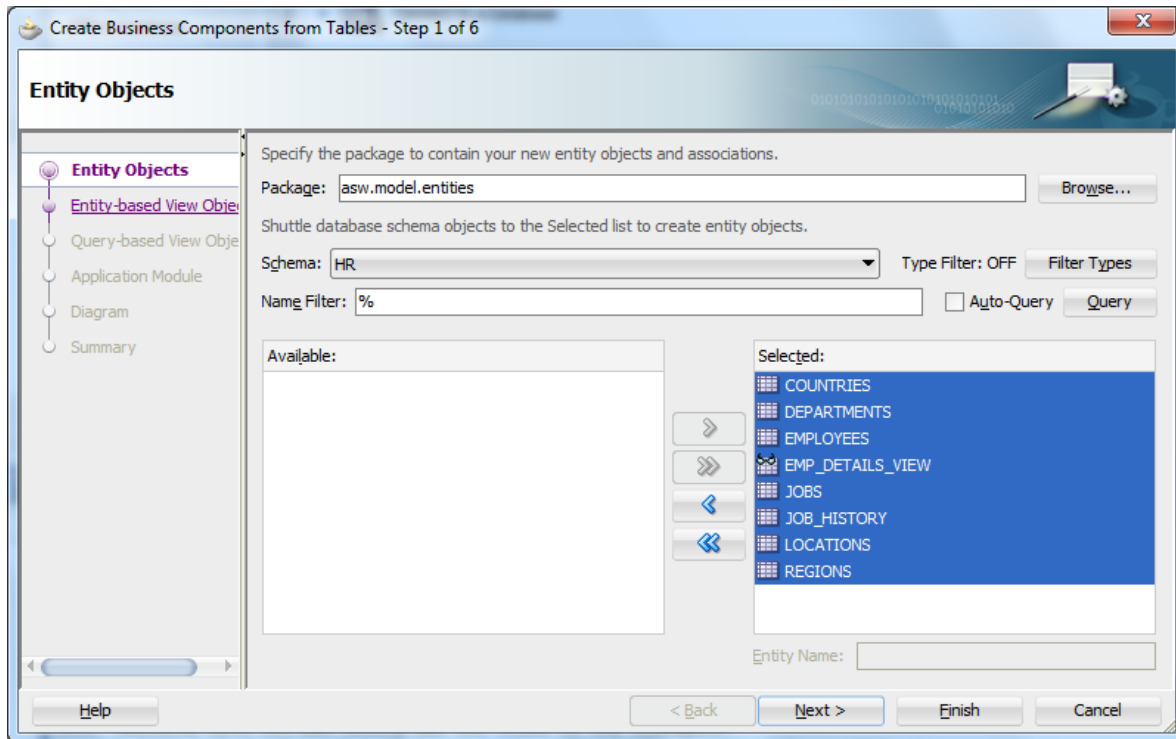 Create Business Components from Tables - Step 1 of 6
Entity Objects
Entity Objects
Entity-based View Obje
Query-based View Obje
Application Module
Diagram
Summary
Specify the package to contain your new entity objects and associations.
Package: asw.model.entities Browse...
Shuttle database schema objects to the Selected list to create entity objects.
Schema: HR Type Filter: OFF Filter Types
Name Filter: % Auto-Query Query
Available: Selected:
COUNTRIES
DEPARTMENTS
EMPLOYEES
EMP_DETAILS_VIEW
JOBS
JOB_HISTORY
LOCATIONS
REGIONS
Entity Name:
Help < Back Next > Finish Cancel